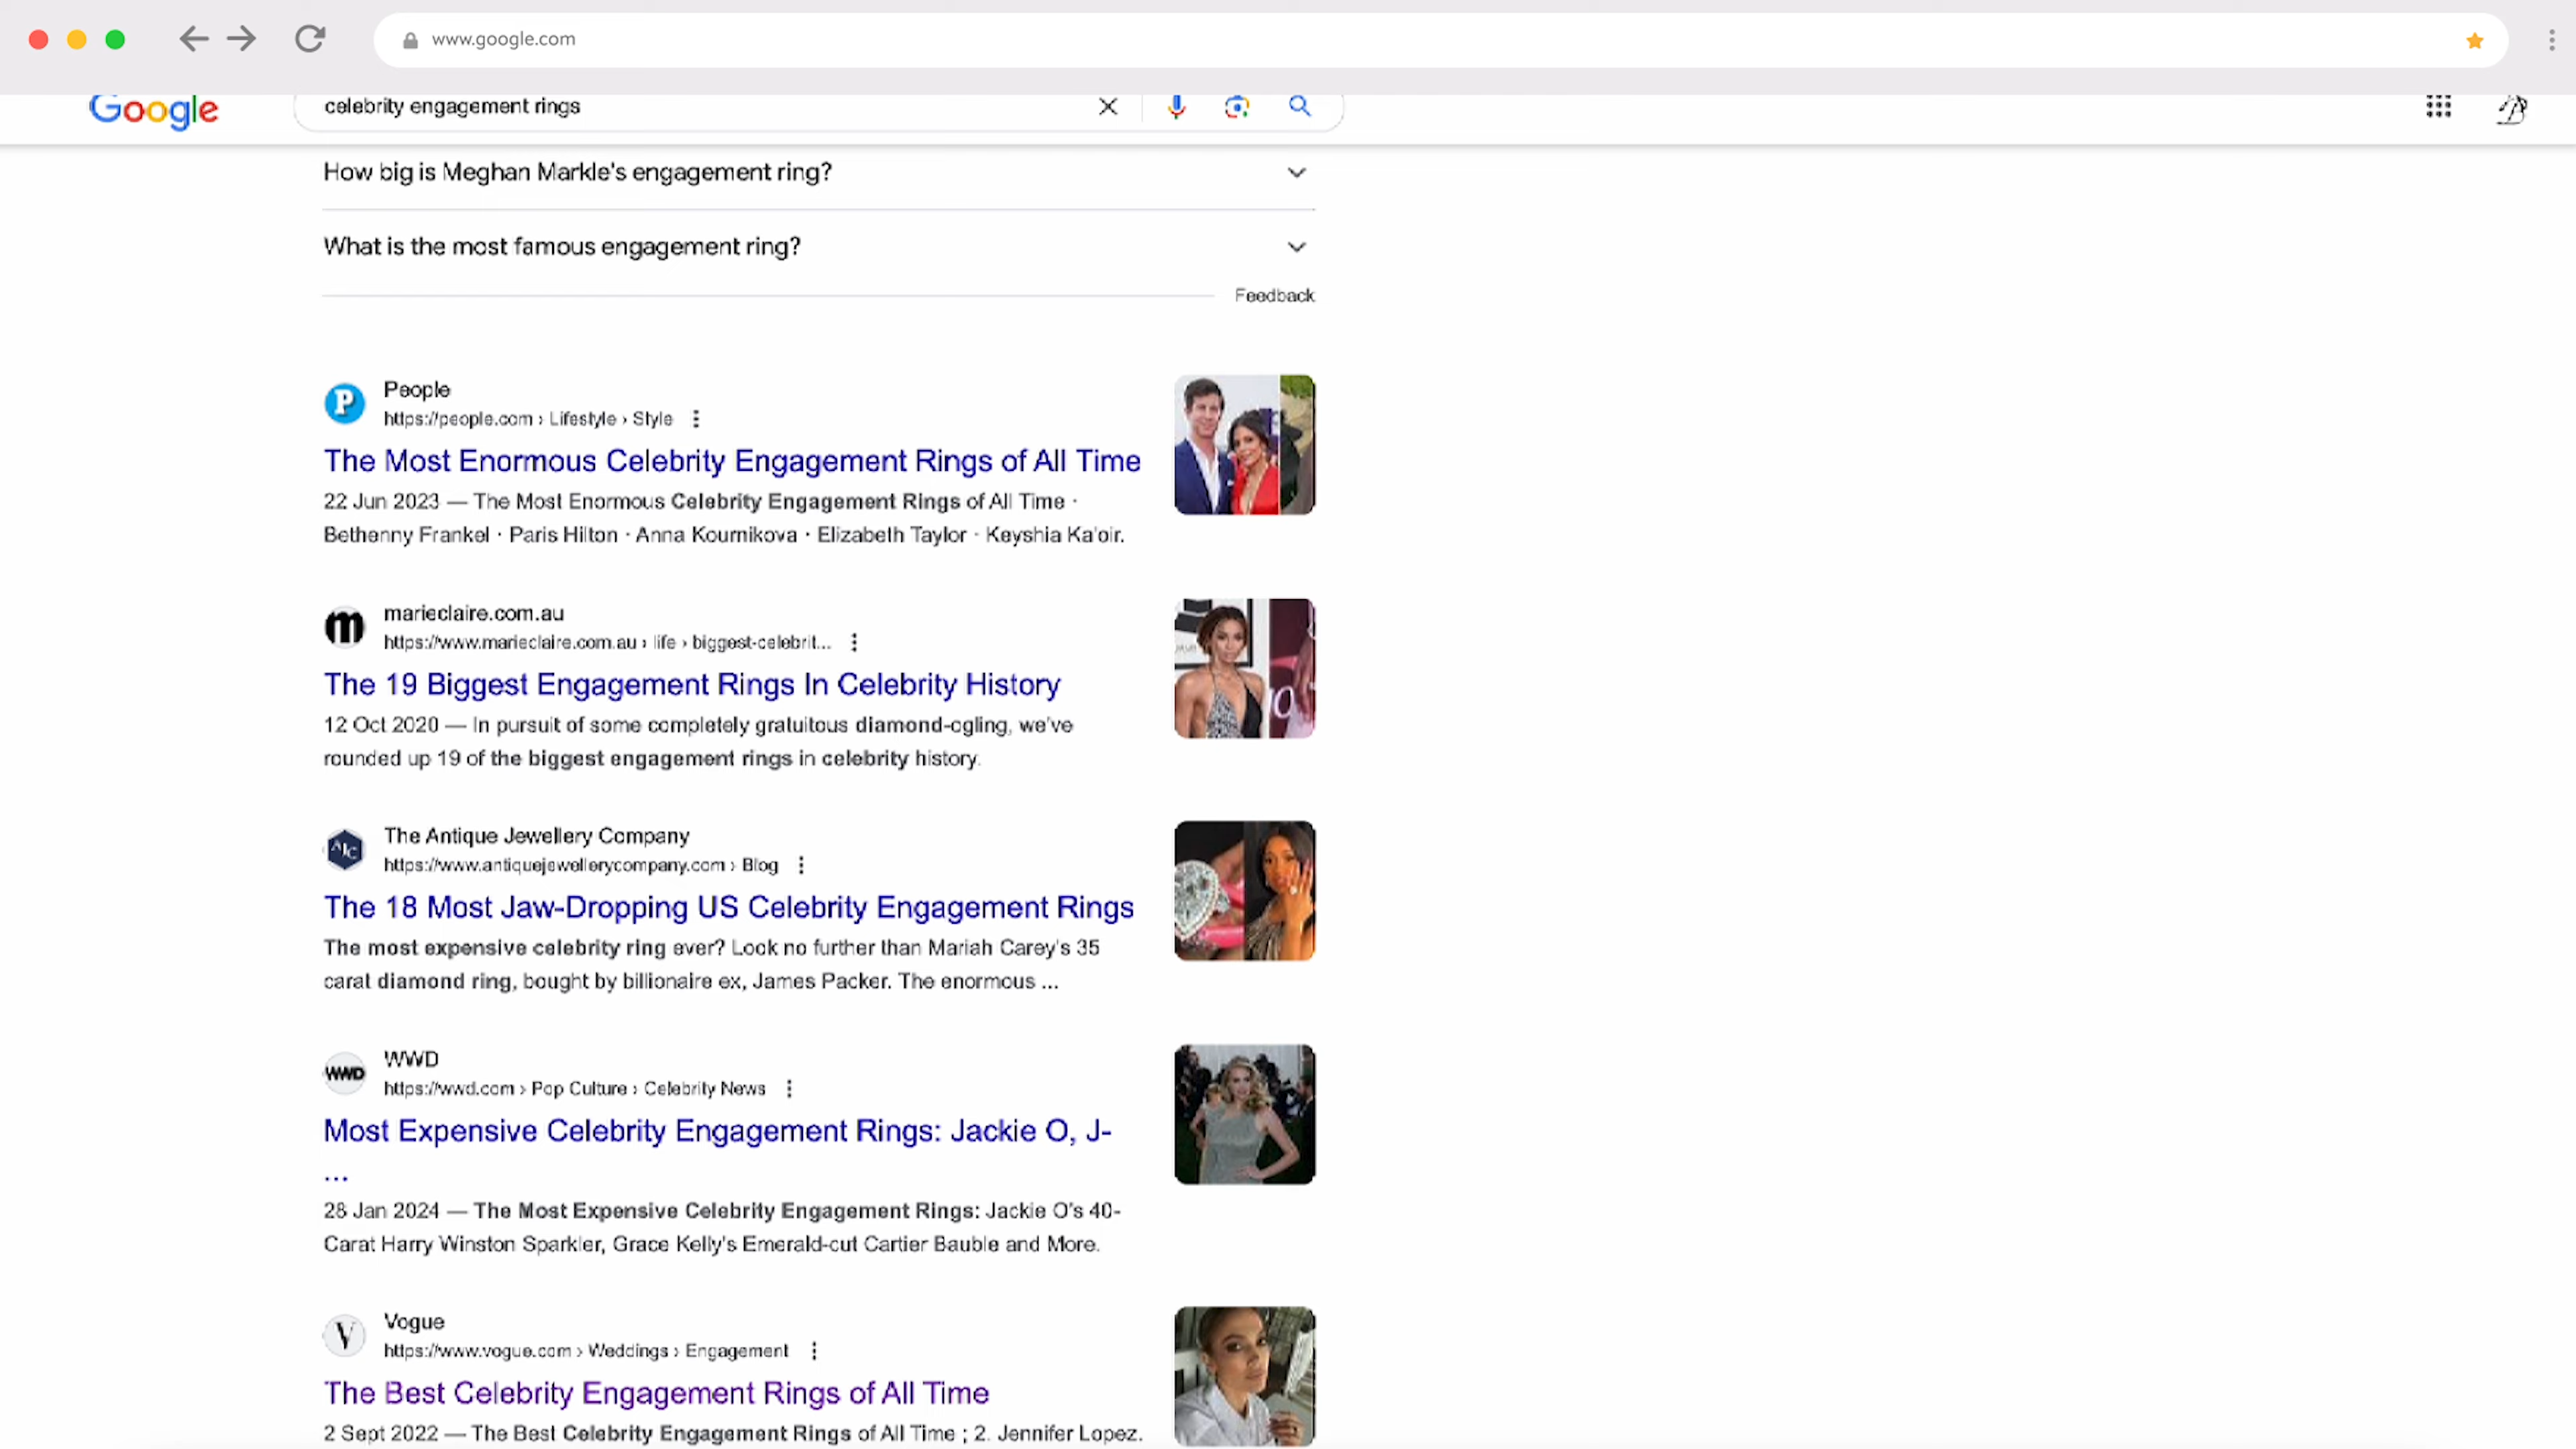 www.google.com
Google
celebrity engagement rings
How big is Meghan Markle's engagement ring?
What is the most famous engagement ring?
Feedback
People
https://people.com › Lifestyle › Style
The Most Enormous Celebrity Engagement Rings of All Time
22 Jun 2023 — The Most Enormous Celebrity Engagement Rings of All Time ·
Bethenny Frankel · Paris Hilton · Anna Kournikova · Elizabeth Taylor · Keyshia Ka'oir.
marieclaire.com.au
https://www.marieclaire.com.au › life › biggest-celebrit...
The 19 Biggest Engagement Rings In Celebrity History
12 Oct 2020 — In pursuit of some completely gratuitous diamond-ogling, we've
rounded up 19 of the biggest engagement rings in celebrity history.
AJC
The Antique Jewellery Company
https://www.antiquejewellerycompany.com › Blog
The 18 Most Jaw-Dropping US Celebrity Engagement Rings
The most expensive celebrity ring ever? Look no further than Mariah Carey's 35
carat diamond ring, bought by billionaire ex, James Packer. The enormous ...
WWD
WWD
https://wwd.com › Pop Culture › Celebrity News
Most Expensive Celebrity Engagement Rings: Jackie O, J-
...
28 Jan 2024 — The Most Expensive Celebrity Engagement Rings: Jackie O's 40-
Carat Harry Winston Sparkler, Grace Kelly's Emerald-cut Cartier Bauble and More.
Vogue
https://www.vogue.com › Weddings › Engagement
The Best Celebrity Engagement Rings of All Time
2 Sept 2022 — The Best Celebrity Engagement Rings of All Time ; 2. Jennifer Lopez.